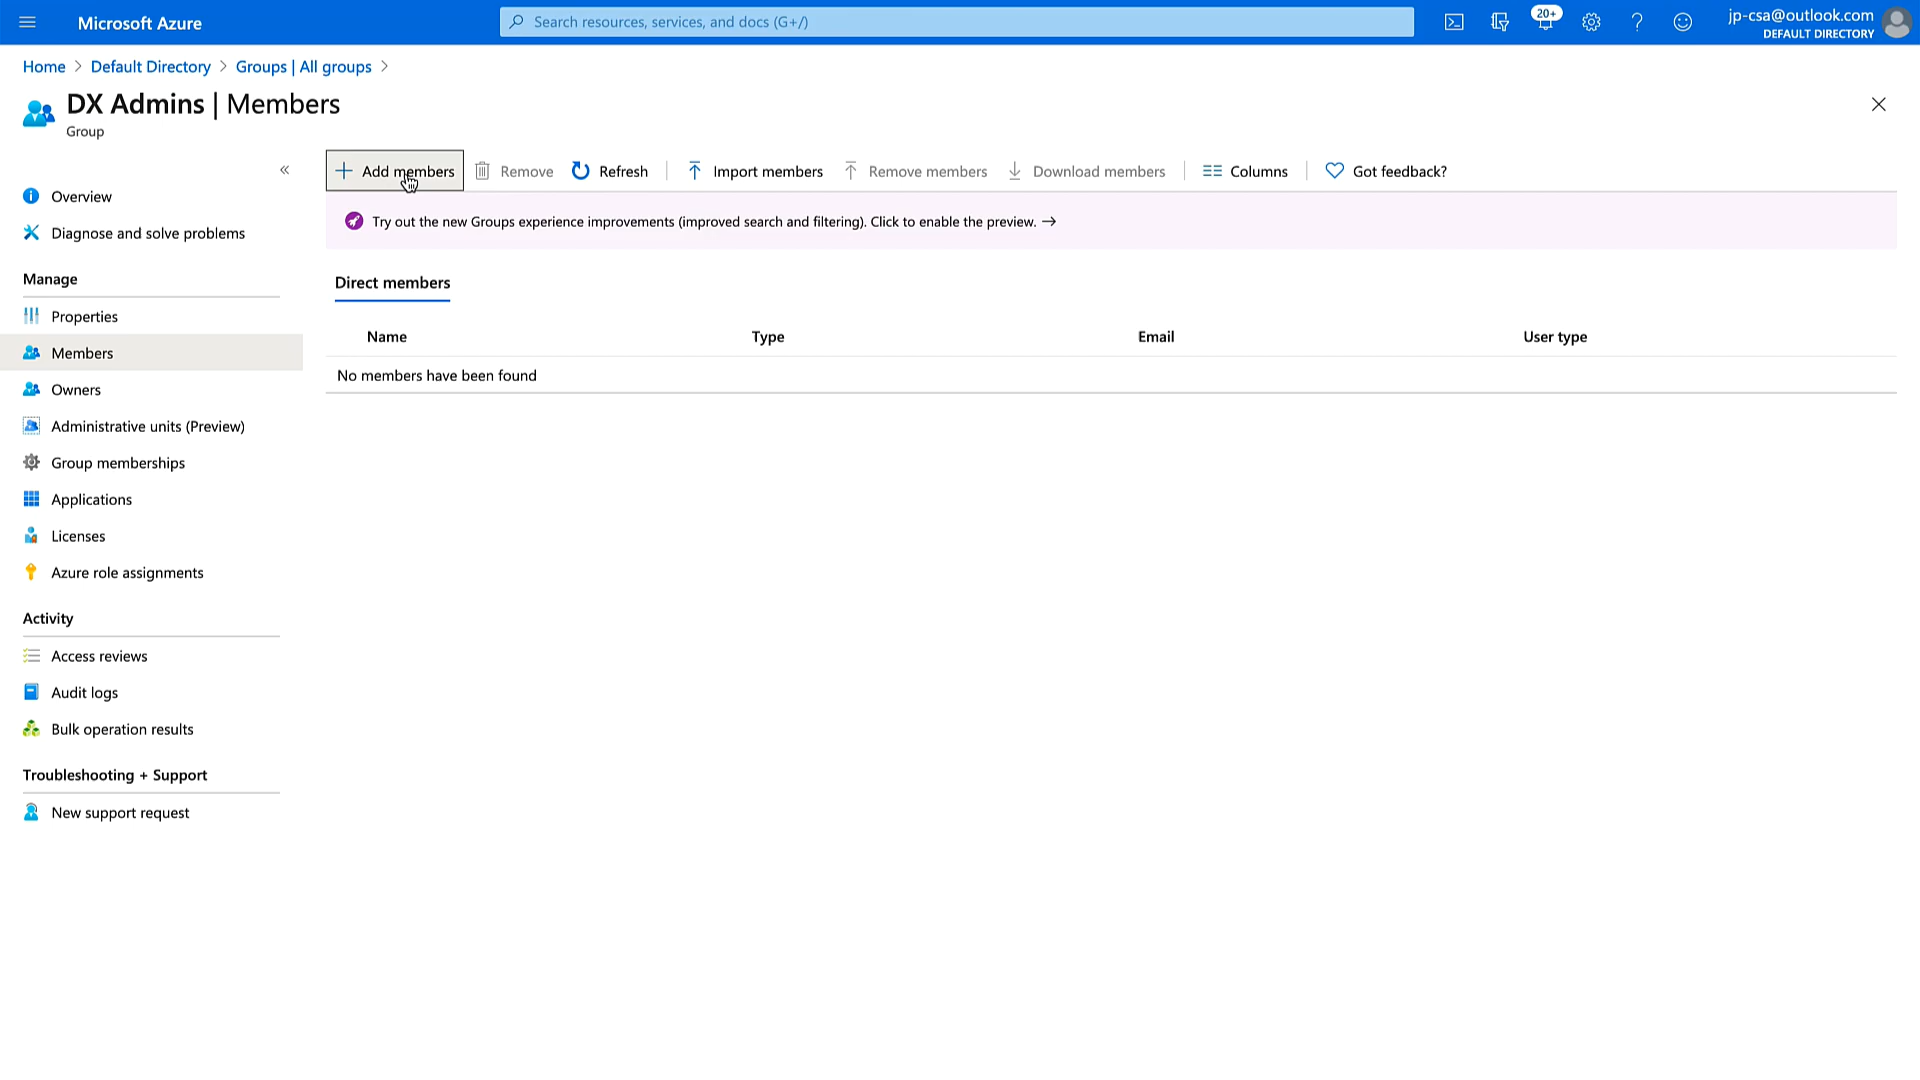 Microsoft Azure
Search resources, services, and docs (G+/)
20+
jp-csa@outlook.com
DEFAULT DIRECTORY
Home > Default Directory > Groups | All groups >
DX Admins | Members
Group
«
Add members Remove Refresh Import members Remove members Download members Columns Got feedback?
Try out the new Groups experience improvements (improved search and filtering). Click to enable the preview. →
Overview
Diagnose and solve problems
Manage
Properties
Members
Owners
Administrative units (Preview)
Group memberships
Applications
Licenses
Azure role assignments
Activity
Access reviews
Audit logs
Bulk operation results
Troubleshooting + Support
New support request
Direct members
Name Type Email User type
No members have been found